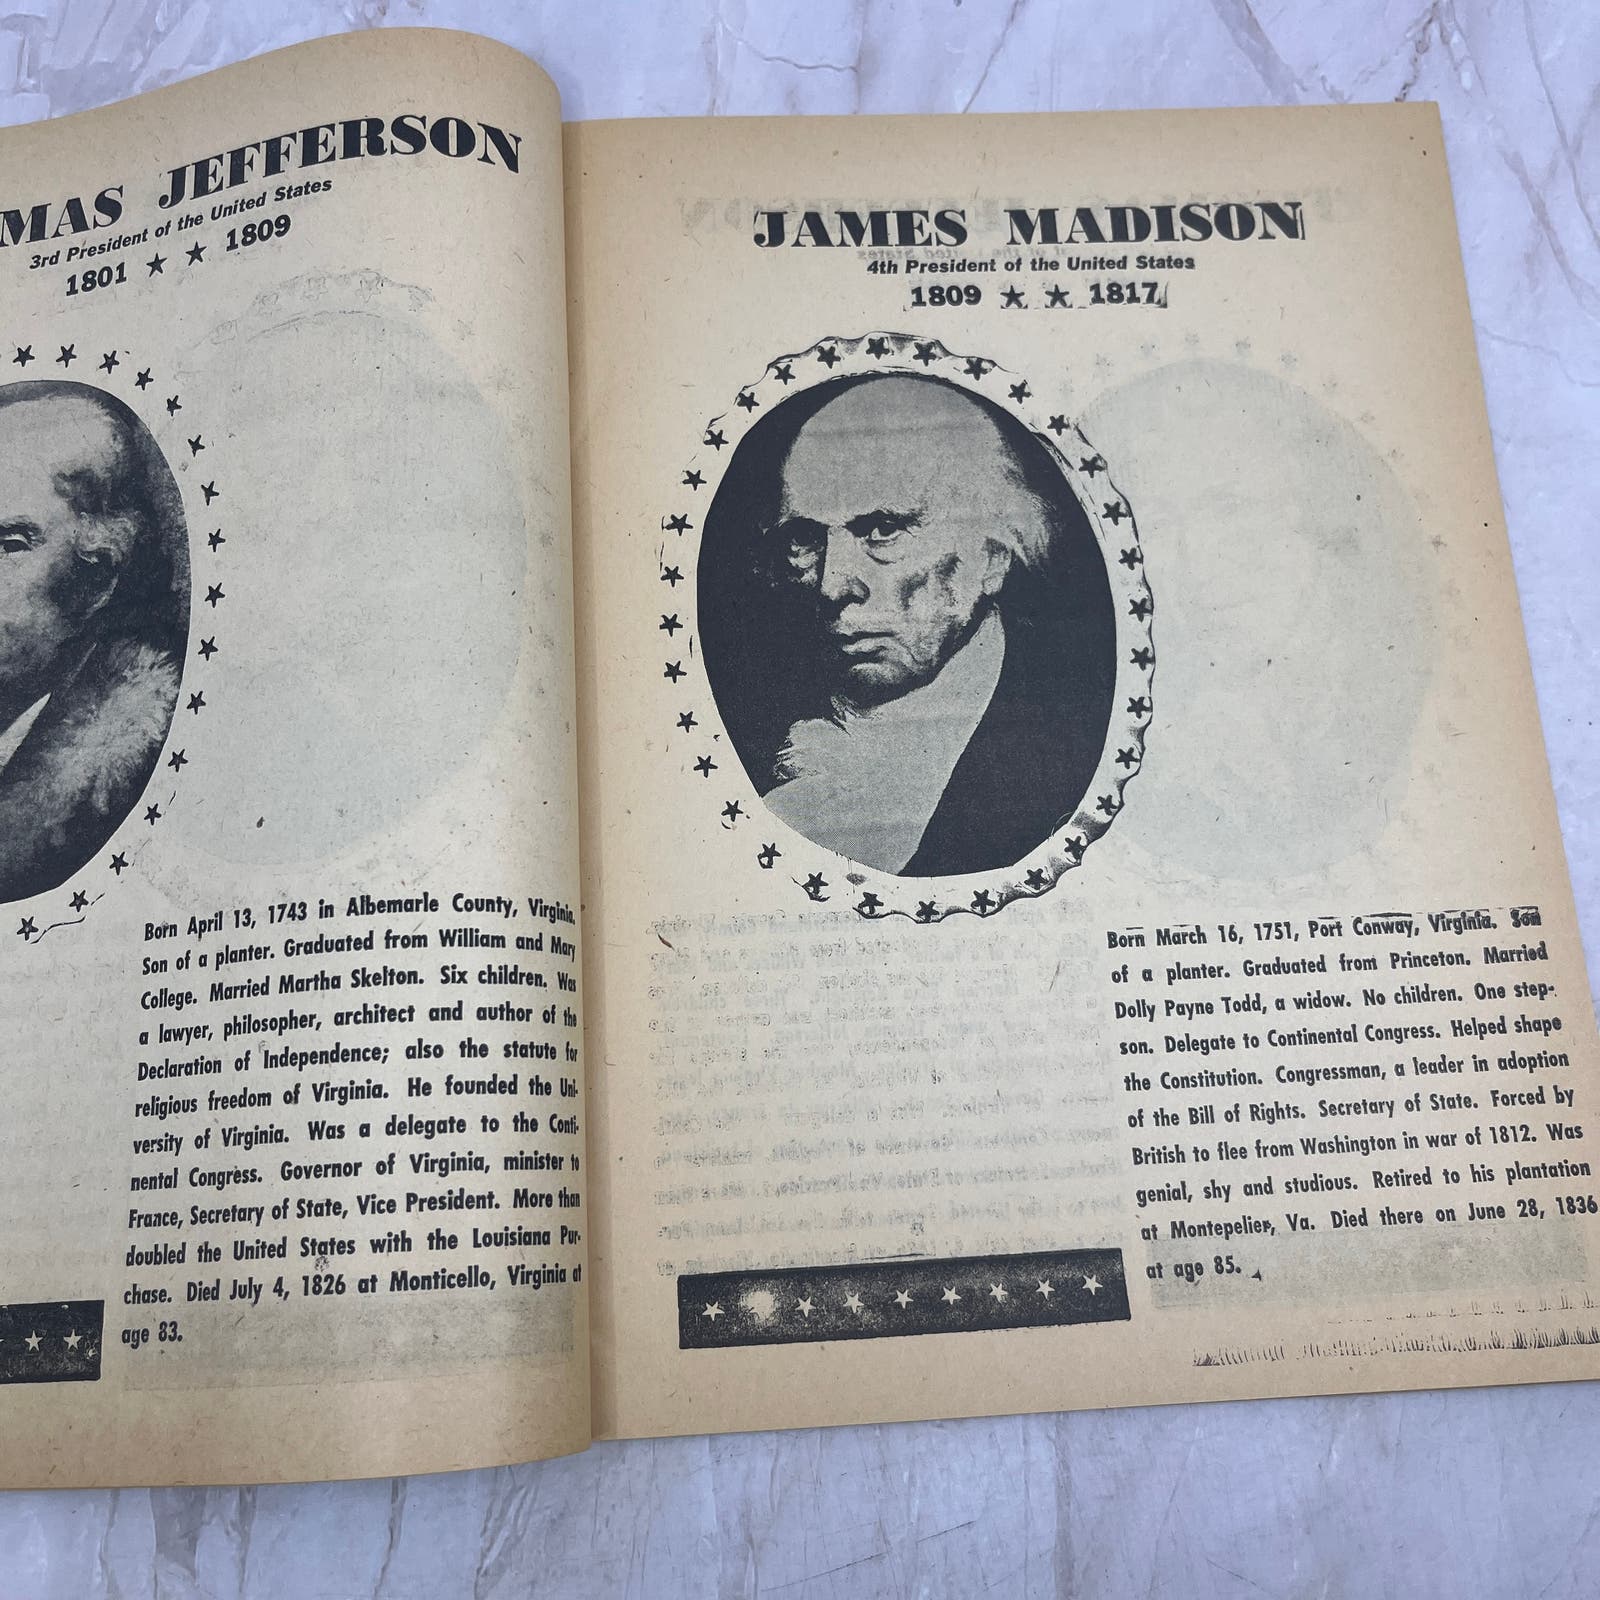 MAS JEFFERSON
3rd President of the United States
1801 ★ ★ 1809
Born April 13, 1743 in Albemarle County, Virginia.
Son of a planter. Graduated from William and Mary
College. Married Martha Skelton. Six children. Was
a lawyer, philosopher, architect and author of the
Declaration of Independence; also the statute for
religious freedom of Virginia. He founded the Uni-
versity of Virginia. Was a delegate to the Conti-
nental Congress. Governor of Virginia, minister to
France, Secretary of State, Vice President. More than
doubled the United States with the Louisiana Pur-
chase. Died July 4, 1826 at Monticello, Virginia at
age 83.
JAMES MADISON
4th President of the United States
1809 ★ ★ 1817
Born March 16, 1751, Port Conway, Virginia. Son
of a planter. Graduated from Princeton. Married
Dolly Payne Todd, a widow. No children. One step-
son. Delegate to Continental Congress. Helped shape
the Constitution. Congressman, a leader in adoption
of the Bill of Rights. Secretary of State. Forced by
British to flee from Washington in war of 1812. Was
genial, shy and studious. Retired to his plantation
at Montepelier, Va. Died there on June 28, 1836
at age 85.